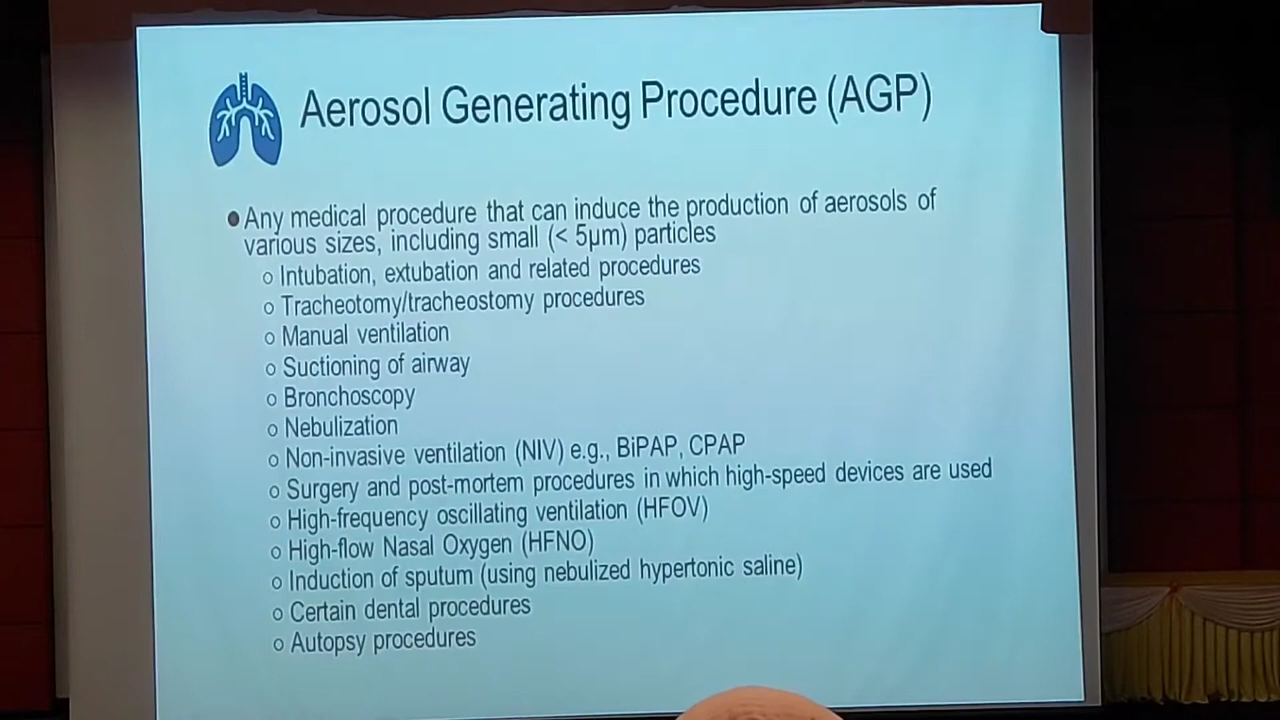 Aerosol Generating Procedure (AGP)
●Any medical procedure that can induce the production of aerosols of
various sizes, including small (< 5µm) particles
o Intubation, extubation and related procedures
o Tracheotomy/tracheostomy procedures
o Manual ventilation
o Suctioning of airway
o Bronchoscopy
o Nebulization
o Non-invasive ventilation (NIV) e.g., BiPAP, CPAP
o Surgery and post-mortem procedures in which high-speed devices are used
o High-frequency oscillating ventilation (HFOV)
o High-flow Nasal Oxygen (HFNO)
o Induction of sputum (using nebulized hypertonic saline)
o Certain dental procedures
o Autopsy procedures